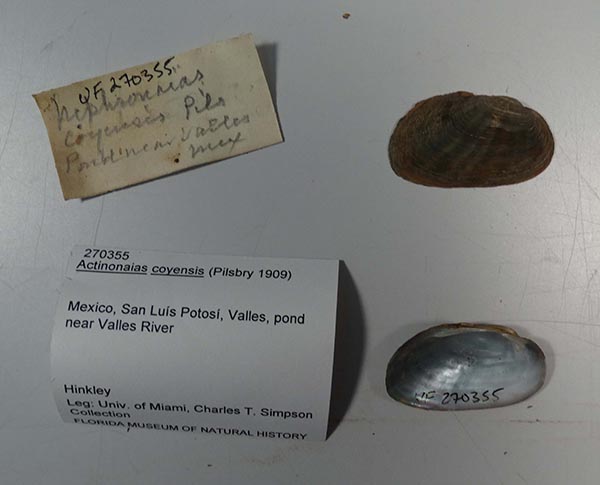 UF 270355
Nephronaias
coyensis Pils
Pond near Valles
Mex
270355
Actinonaias coyensis (Pilsbry 1909)
Mexico, San Luís Potosí, Valles, pond
near Valles River
Hinkley
Leg: Univ. of Miami, Charles T. Simpson
Collection
FLORIDA MUSEUM OF NATURAL HISTORY
UF 270355